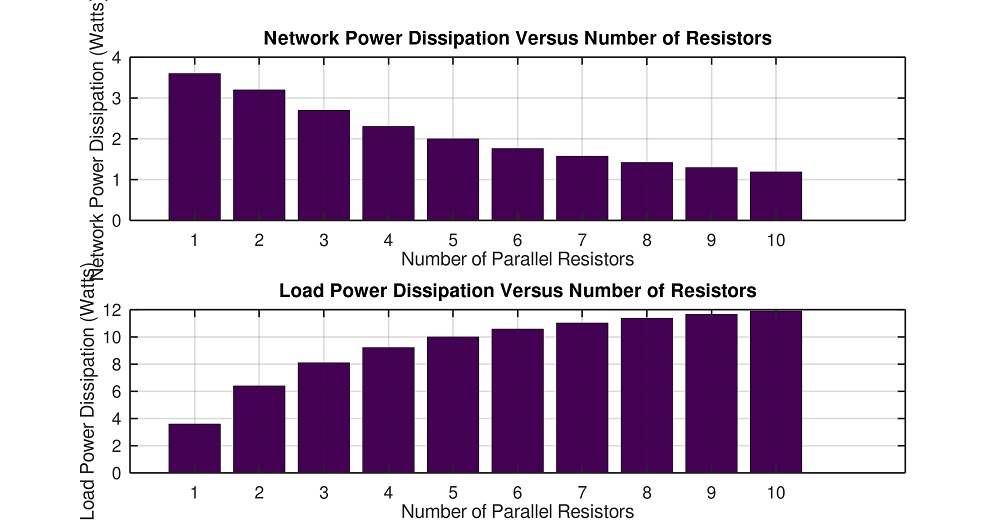 Network Power Dissipation Versus Number of Resistors
Network Power Dissipation (Watts)
4
3
2
1
0
1 2 3 4 5 6 7 8 9 10
Number of Parallel Resistors
Load Power Dissipation Versus Number of Resistors
Load Power Dissipation (Watts)
12
10
8
6
4
2
0
1 2 3 4 5 6 7 8 9 10
Number of Parallel Resistors